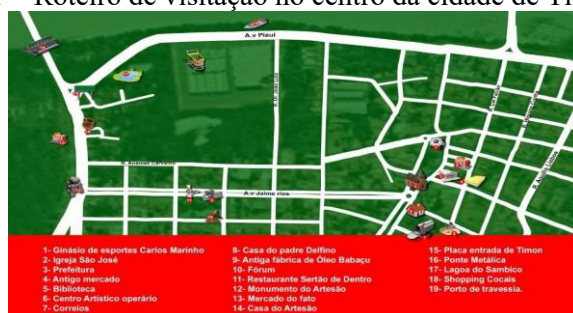 Roteiro de visitação no centro da cidade de Ti
A.v Piauí
A.v Jaime rios
1- Ginásio de esportes Carlos Marinho
2- Igreja São José
3- Prefeitura
4- Antigo mercado
5- Biblioteca
6- Centro Artístico operário
7- Correios
8- Casa do padre Delfino
9- Antiga fábrica de Óleo Babaçu
10- Fórum
11- Restaurante Sertão de Dentro
12- Monumento do Artesão
13- Mercado do fato
14- Casa do Artesão
15- Placa entrada de Timon
16- Ponte Metálica
17- Lagoa do Sambico
18- Shopping Cocais
19- Porto de travessia.